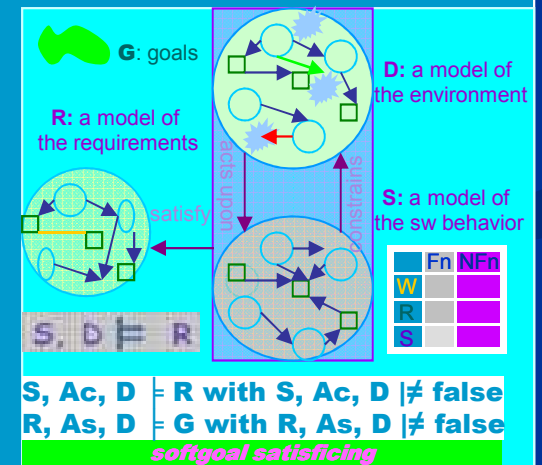 G: goals
D: a model of
the environment
R: a model of
the requirements
acts upon
constrains
satisfy
S: a model of
the sw behavior
Fn NFn
W
R
S
S, D ⊨ R
S, Ac, D ⊨ R with S, Ac, D |≠ false
R, As, D ⊨ G with R, As, D |≠ false
softgoal satisficing